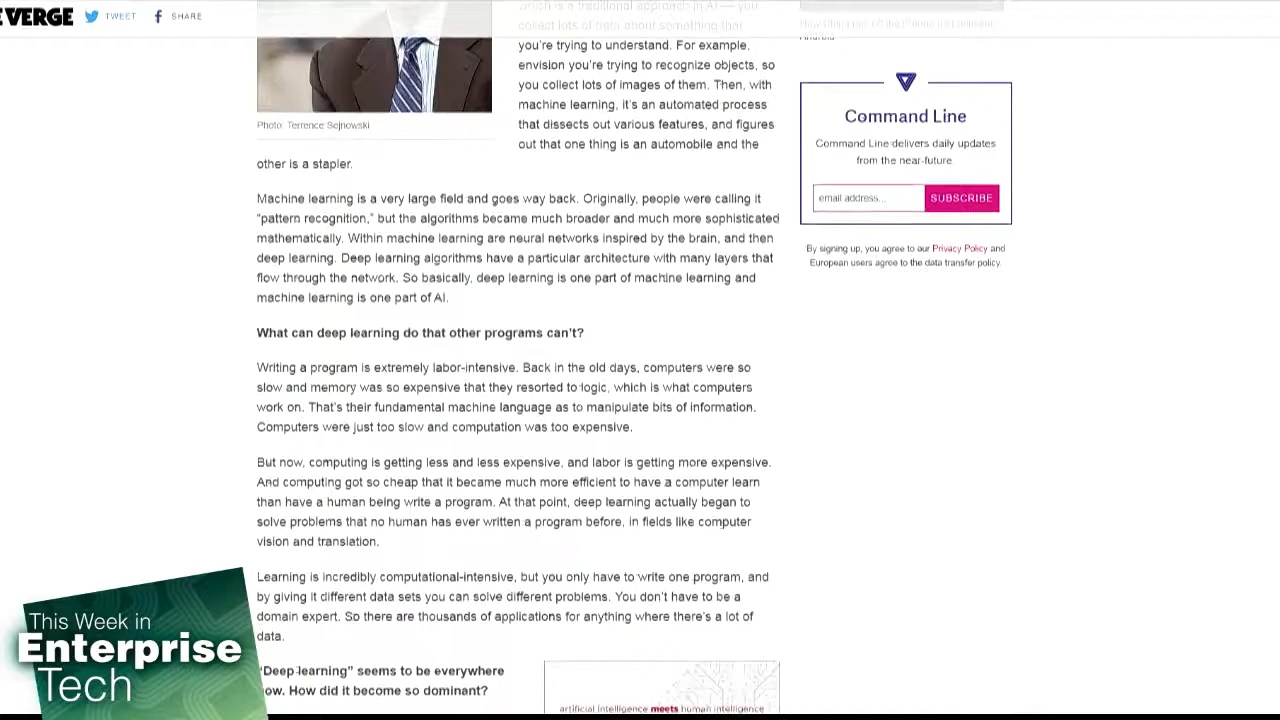 E VERGE
TWEET
SHARE
which is a traditional approach in AI — you
collect lots of data about something that
you're trying to understand. For example,
envision you're trying to recognize objects, so
you collect lots of images of them. Then, with
machine learning, it's an automated process
that dissects out various features, and figures
out that one thing is an automobile and the
other is a stapler.
Photo: Terrence Sejnowski
Machine learning is a very large field and goes way back. Originally, people were calling it
“pattern recognition,” but the algorithms became much broader and much more sophisticated
mathematically. Within machine learning are neural networks inspired by the brain, and then
deep learning. Deep learning algorithms have a particular architecture with many layers that
flow through the network. So basically, deep learning is one part of machine learning and
machine learning is one part of AI.
What can deep learning do that other programs can't?
Writing a program is extremely labor-intensive. Back in the old days, computers were so
slow and memory was so expensive that they resorted to logic, which is what computers
work on. That's their fundamental machine language as to manipulate bits of information.
Computers were just too slow and computation was too expensive.
But now, computing is getting less and less expensive, and labor is getting more expensive.
And computing got so cheap that it became much more efficient to have a computer learn
than have a human being write a program. At that point, deep learning actually began to
solve problems that no human has ever written a program before, in fields like computer
vision and translation.
Learning is incredibly computational-intensive, but you only have to write one program, and
by giving it different data sets you can solve different problems. You don't have to be a
domain expert. So there are thousands of applications for anything where there's a lot of
data.
“Deep learning” seems to be everywhere
ow. How did it become so dominant?
artificial intelligence meets human intelligence
Android
Command Line
Command Line delivers daily updates
from the near-future.
email address...
SUBSCRIBE
By signing up, you agree to our Privacy Policy and
European users agree to the data transfer policy.
This Week in
Enterprise
Tech